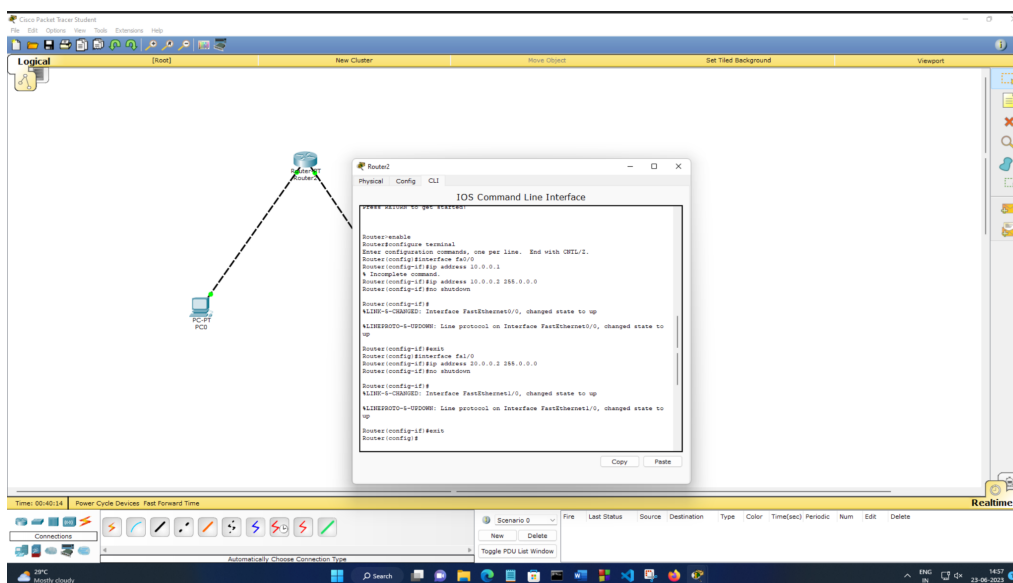 Cisco Packet Tracer Student
File Edit Options View Tools Extensions Help
Logical [Root] New Cluster Move Object Set Tiled Background Viewport
Router-PT
Router2
PC-PT
PC0
Router2
Physical Config CLI
IOS Command Line Interface
Press RETURN to get started!
Router>enable
Router#configure terminal
Enter configuration commands, one per line. End with CNTL/Z.
Router(config)#interface fa0/0
Router(config-if)#ip address 10.0.0.1
% Incomplete command.
Router(config-if)#ip address 10.0.0.2 255.0.0.0
Router(config-if)#no shutdown
Router(config-if)#
%LINK-5-CHANGED: Interface FastEthernet0/0, changed state to up
%LINEPROTO-5-UPDOWN: Line protocol on Interface FastEthernet0/0, changed state to
up
Router(config-if)#exit
Router(config)#interface fa1/0
Router(config-if)#ip address 20.0.0.2 255.0.0.0
Router(config-if)#no shutdown
Router(config-if)#
%LINK-5-CHANGED: Interface FastEthernet1/0, changed state to up
%LINEPROTO-5-UPDOWN: Line protocol on Interface FastEthernet1/0, changed state to
up
Router(config-if)#exit
Router(config)#
Copy Paste
Time: 00:40:14 Power Cycle Devices Fast Forward Time Realtime
Scenario 0 Fire Last Status Source Destination Type Color Time(sec) Periodic Num Edit Delete
Connections New Delete
Toggle PDU List Window
Automatically Choose Connection Type
29°C
Mostly cloudy
Search
ENG
IN
14:57
23-06-2023